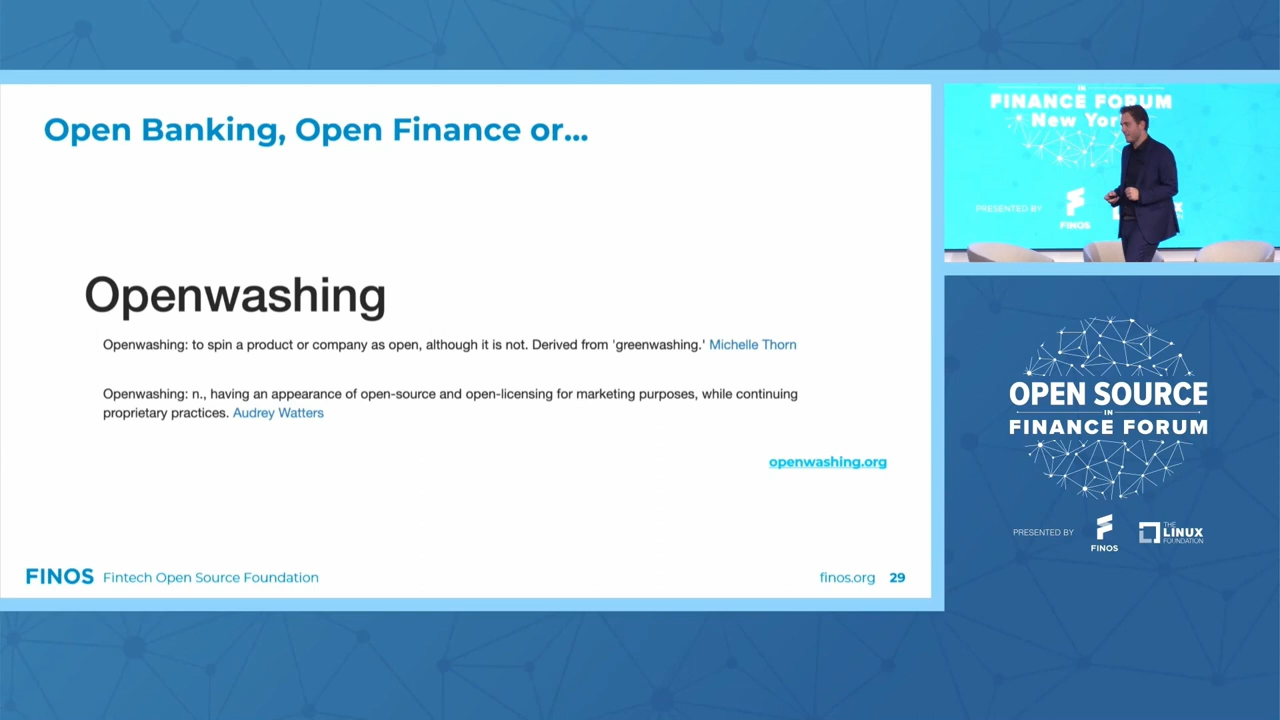 Open Banking, Open Finance or...
Openwashing
Openwashing: to spin a product or company as open, although it is not. Derived from 'greenwashing.' Michelle Thorn
Openwashing: n., having an appearance of open-source and open-licensing for marketing purposes, while continuing
proprietary practices. Audrey Watters
openwashing.org
FINOS Fintech Open Source Foundation
finos.org 29
IN
FINANCE FORUM
New Yor
PRESENTED BY
FINOS
X
OPEN SOURCE
IN
FINANCE FORUM
PRESENTED BY
FINOS
THE
LINUX
FOUNDATION